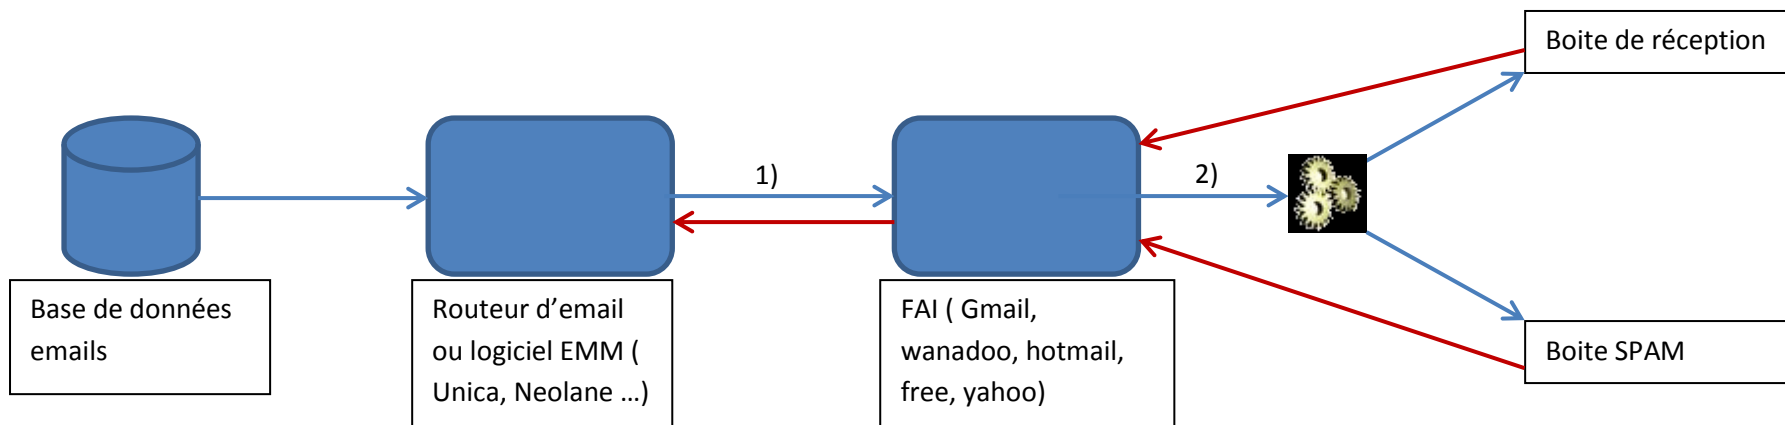 Boite de réception
1)
2)
Base de données
emails
Routeur d’email
ou logiciel EMM (
Unica, Neolane …)
FAI ( Gmail,
wanadoo, hotmail,
free, yahoo)
Boite SPAM